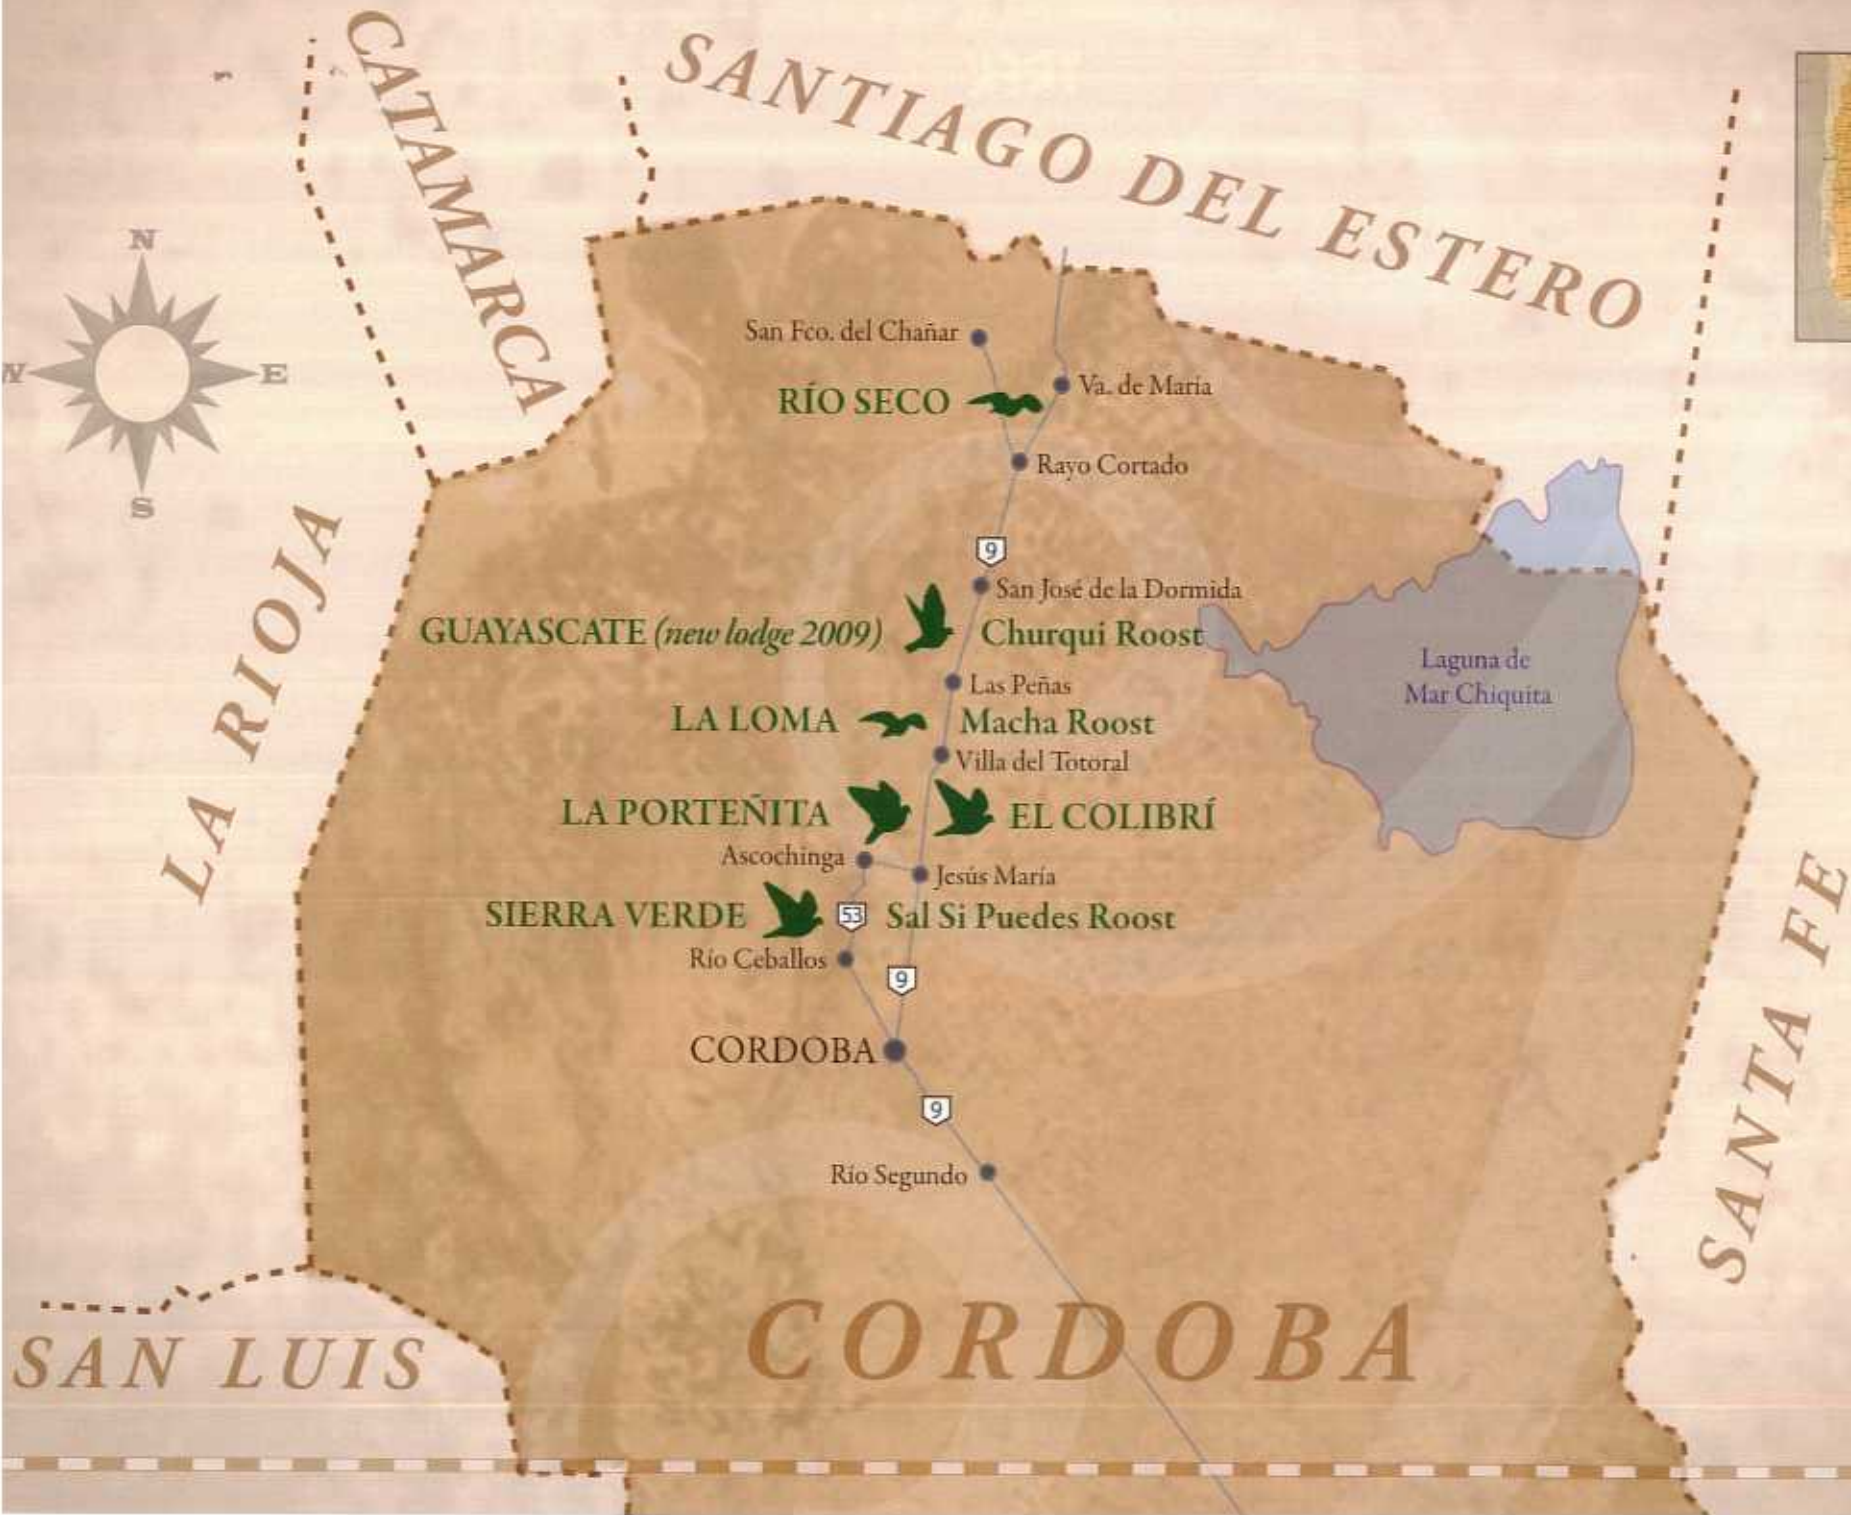 CATAMARCA
SANTIAGO DEL ESTERO
N
W
E
S
San Fco. del Chañar
Va. de María
RÍO SECO
Rayo Cortado
LA RIOJA
9
San José de la Dormida
GUAYASCATE (new lodge 2009)
Churqui Roost
Laguna de
Mar Chiquita
Las Peñas
LA LOMA
Macha Roost
Villa del Totoral
LA PORTEÑITA
EL COLIBRÍ
Ascochinga
Jesús María
SIERRA VERDE
53
Sal Si Puedes Roost
Río Ceballos
9
SANTA FE
CORDOBA
9
Río Segundo
CORDOBA
SAN LUIS